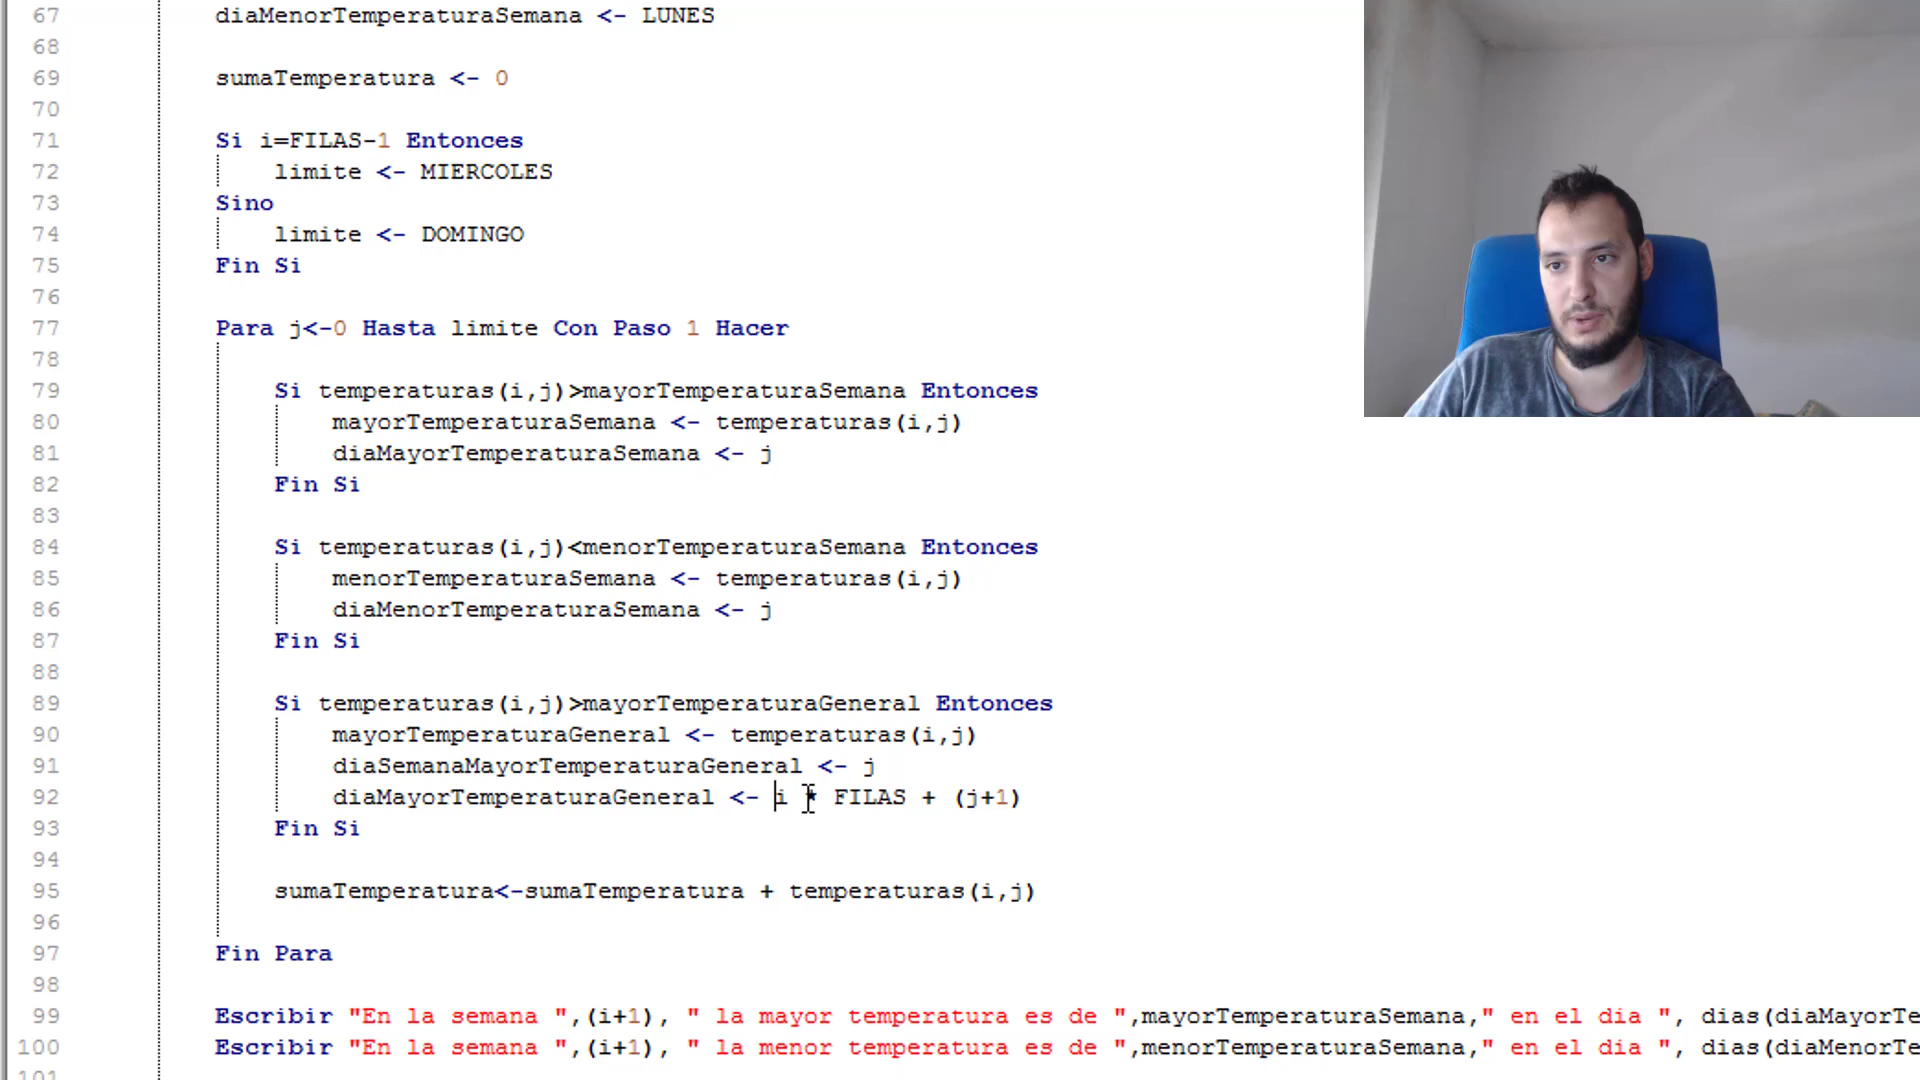 67 diaMenorTemperaturaSemana <- LUNES
68
69 sumaTemperatura <- 0
70
71 Si i=FILAS-1 Entonces
72 limite <- MIERCOLES
73 Sino
74 limite <- DOMINGO
75 Fin Si
76
77 Para j<-0 Hasta limite Con Paso 1 Hacer
78
79 Si temperaturas(i,j)>mayorTemperaturaSemana Entonces
80 mayorTemperaturaSemana <- temperaturas(i,j)
81 diaMayorTemperaturaSemana <- j
82 Fin Si
83
84 Si temperaturas(i,j)<menorTemperaturaSemana Entonces
85 menorTemperaturaSemana <- temperaturas(i,j)
86 diaMenorTemperaturaSemana <- j
87 Fin Si
88
89 Si temperaturas(i,j)>mayorTemperaturaGeneral Entonces
90 mayorTemperaturaGeneral <- temperaturas(i,j)
91 diaSemanaMayorTemperaturaGeneral <- j
92 diaMayorTemperaturaGeneral <- i * FILAS + (j+1)
93 Fin Si
94
95 sumaTemperatura<-sumaTemperatura + temperaturas(i,j)
96
97 Fin Para
98
99 Escribir "En la semana ",(i+1), " la mayor temperatura es de ",mayorTemperaturaSemana," en el dia ", dias(diaMayorTe
100 Escribir "En la semana ",(i+1), " la menor temperatura es de ",menorTemperaturaSemana," en el dia ", dias(diaMenorTe
101